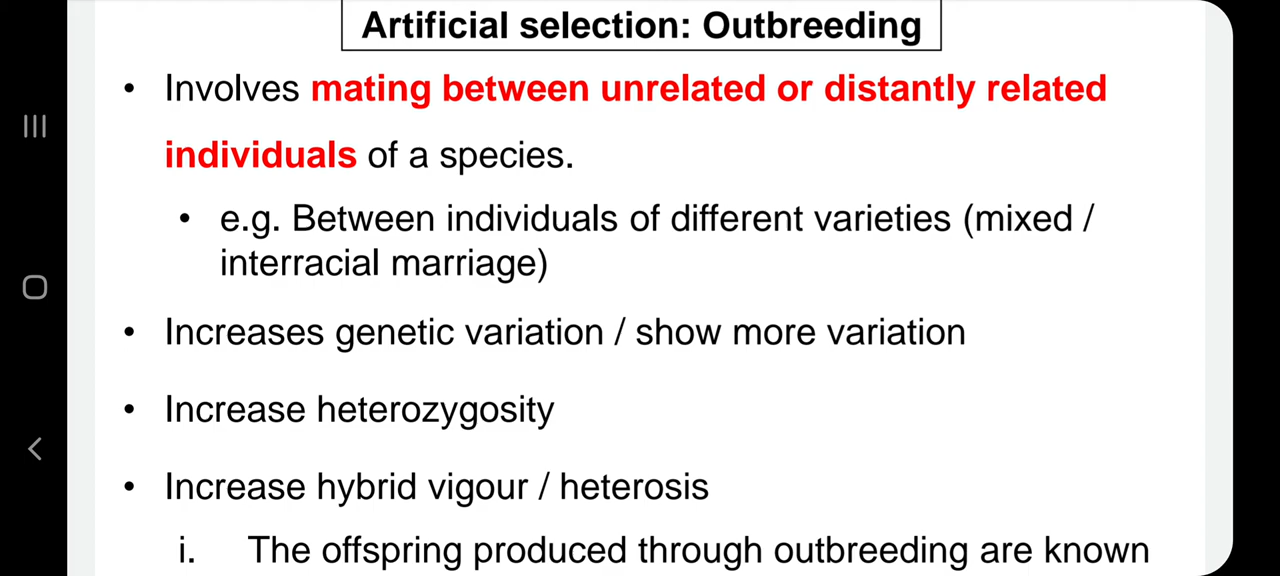 Artificial selection: Outbreeding
• Involves mating between unrelated or distantly related
individuals of a species.
• e.g. Between individuals of different varieties (mixed /
interracial marriage)
• Increases genetic variation / show more variation
• Increase heterozygosity
• Increase hybrid vigour / heterosis
i. The offspring produced through outbreeding are known